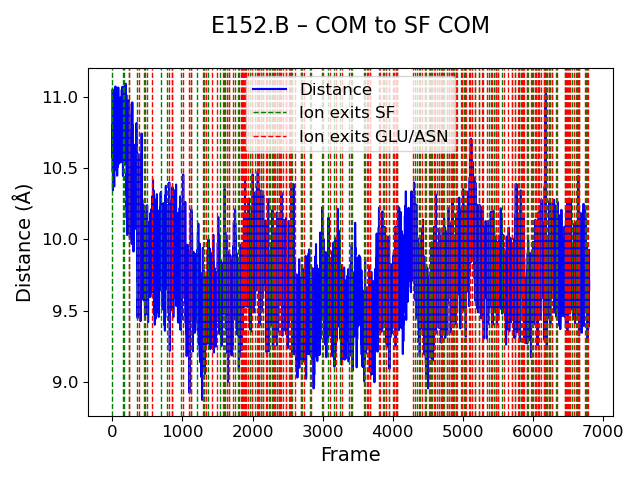 E152.B – COM to SF COM
Distance
Ion exits SF
Ion exits GLU/ASN
Distance (Å)
11.0
10.5
10.0
9.5
9.0
0 1000 2000 3000 4000 5000 6000 7000
Frame